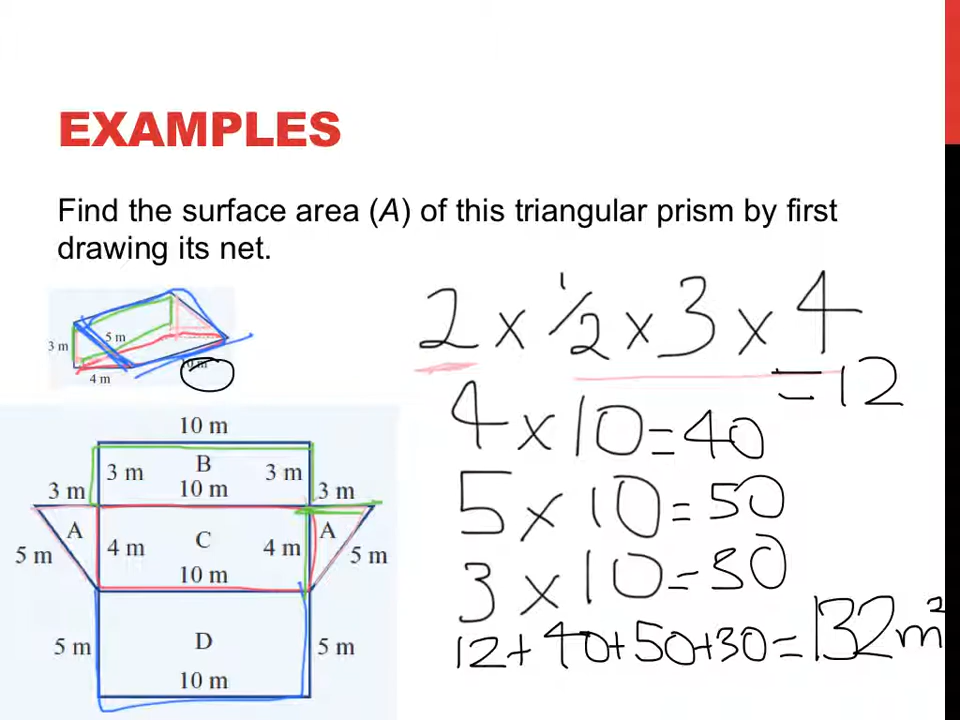 EXAMPLES
Find the surface area (A) of this triangular prism by first
drawing its net.
3 m
5 m
4 m
2 x 1/2 x 3 x 4
= 12
4 x 10 = 40
5 x 10 = 50
3 x 10 = 30
12 + 40 + 50 + 30 = 132 m²
10 m
3 m
B
3 m
3 m
10 m
3 m
A
A
5 m
4 m
C
4 m
5 m
10 m
5 m
D
5 m
10 m